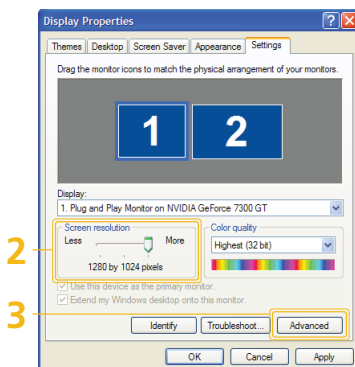 Display Properties
Themes Desktop Screen Saver Appearance Settings
Drag the monitor icons to match the physical arrangement of your monitors.
1 2
Display:
1. Plug and Play Monitor on NVIDIA GeForce 7300 GT
Screen resolution
Less More
1280 by 1024 pixels
Color quality
Highest (32 bit)
2
Use this device as the primary monitor.
Extend my Windows desktop onto this monitor.
3
Identify Troubleshoot... Advanced
OK Cancel Apply